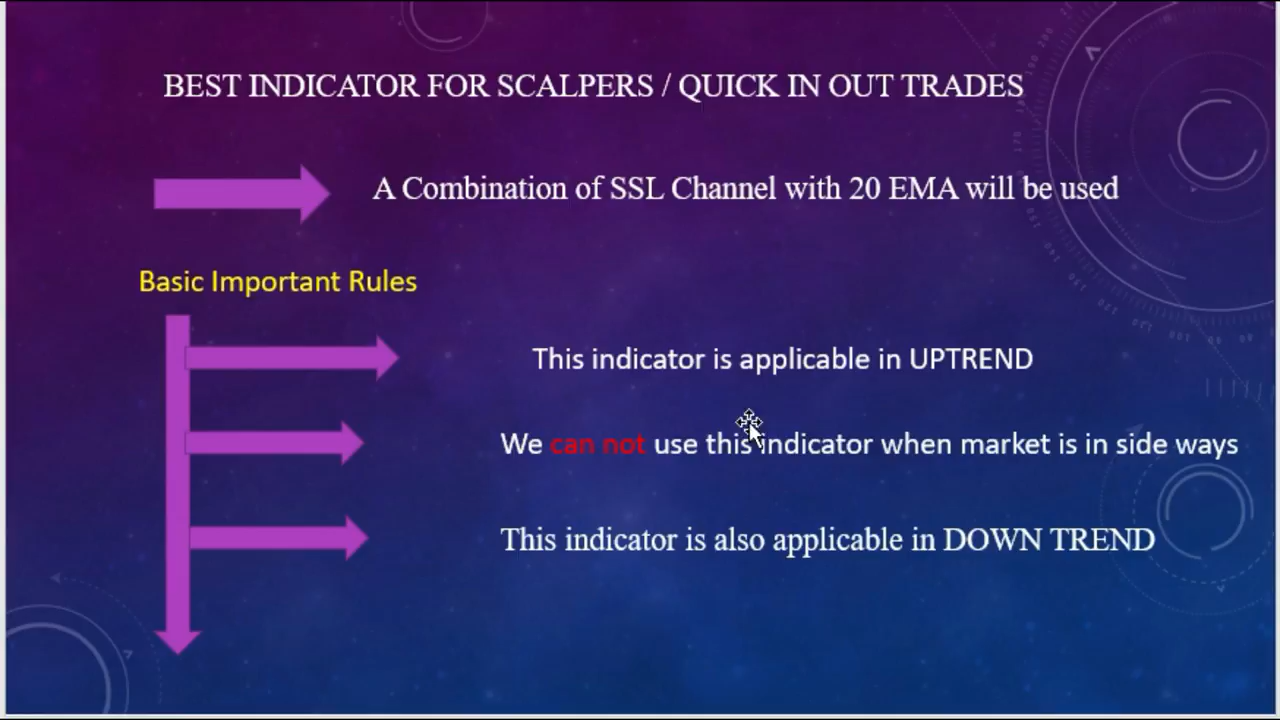 BEST INDICATOR FOR SCALPERS / QUICK IN OUT TRADES
A Combination of SSL Channel with 20 EMA will be used
Basic Important Rules
This indicator is applicable in UPTREND
We can not use this indicator when market is in side ways
This indicator is also applicable in DOWN TREND